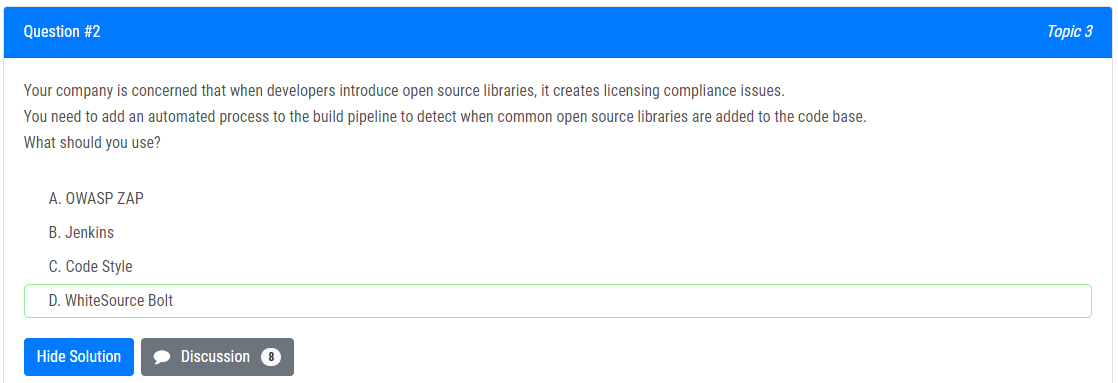 Question #2
Topic 3
Your company is concerned that when developers introduce open source libraries, it creates licensing compliance issues.
You need to add an automated process to the build pipeline to detect when common open source libraries are added to the code base.
What should you use?
A. OWASP ZAP
B. Jenkins
C. Code Style
D. WhiteSource Bolt
Hide Solution
Discussion 8